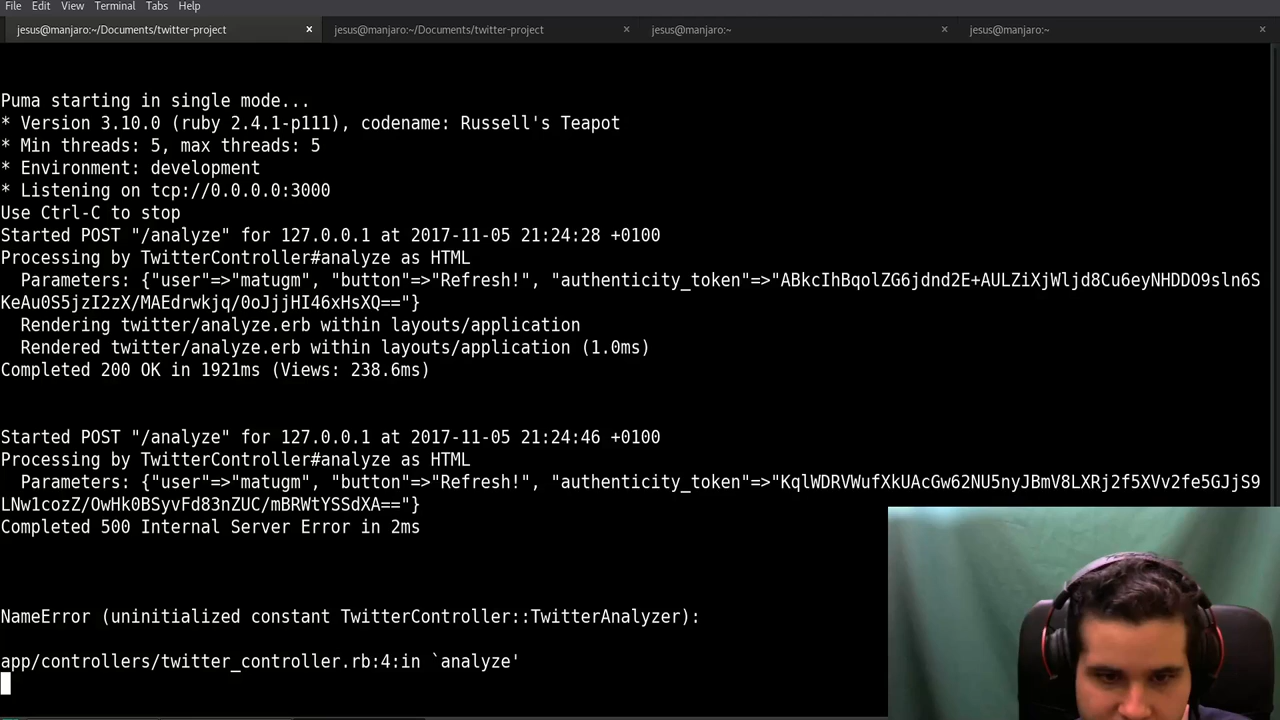 File Edit View Terminal Tabs Help
jesus@manjaro:~/Documents/twitter-project × jesus@manjaro:~/Documents/twitter-project × jesus@manjaro:~ × jesus@manjaro:~ ×
Puma starting in single mode...
* Version 3.10.0 (ruby 2.4.1-p111), codename: Russell's Teapot
* Min threads: 5, max threads: 5
* Environment: development
* Listening on tcp://0.0.0.0:3000
Use Ctrl-C to stop
Started POST "/analyze" for 127.0.0.1 at 2017-11-05 21:24:28 +0100
Processing by TwitterController#analyze as HTML
Parameters: {"user"=>"matugm", "button"=>"Refresh!", "authenticity_token"=>"ABkcIhBqolZG6jdnd2E+AULZiXjWljd8Cu6eyNHDDO9sln6S
KeAu0S5jzI2zX/MAEdrwkjq/0oJjjHI46xHsXQ=="}
Rendering twitter/analyze.erb within layouts/application
Rendered twitter/analyze.erb within layouts/application (1.0ms)
Completed 200 OK in 1921ms (Views: 238.6ms)
Started POST "/analyze" for 127.0.0.1 at 2017-11-05 21:24:46 +0100
Processing by TwitterController#analyze as HTML
Parameters: {"user"=>"matugm", "button"=>"Refresh!", "authenticity_token"=>"KqlWDRVWufXkUAcGw62NU5nyJBmV8LXRj2f5XVv2fe5GJjS9
LNw1cozZ/OwHk0BSyvFd83nZUC/mBRWtYSSdXA=="}
Completed 500 Internal Server Error in 2ms
NameError (uninitialized constant TwitterController::TwitterAnalyzer):
app/controllers/twitter_controller.rb:4:in `analyze'